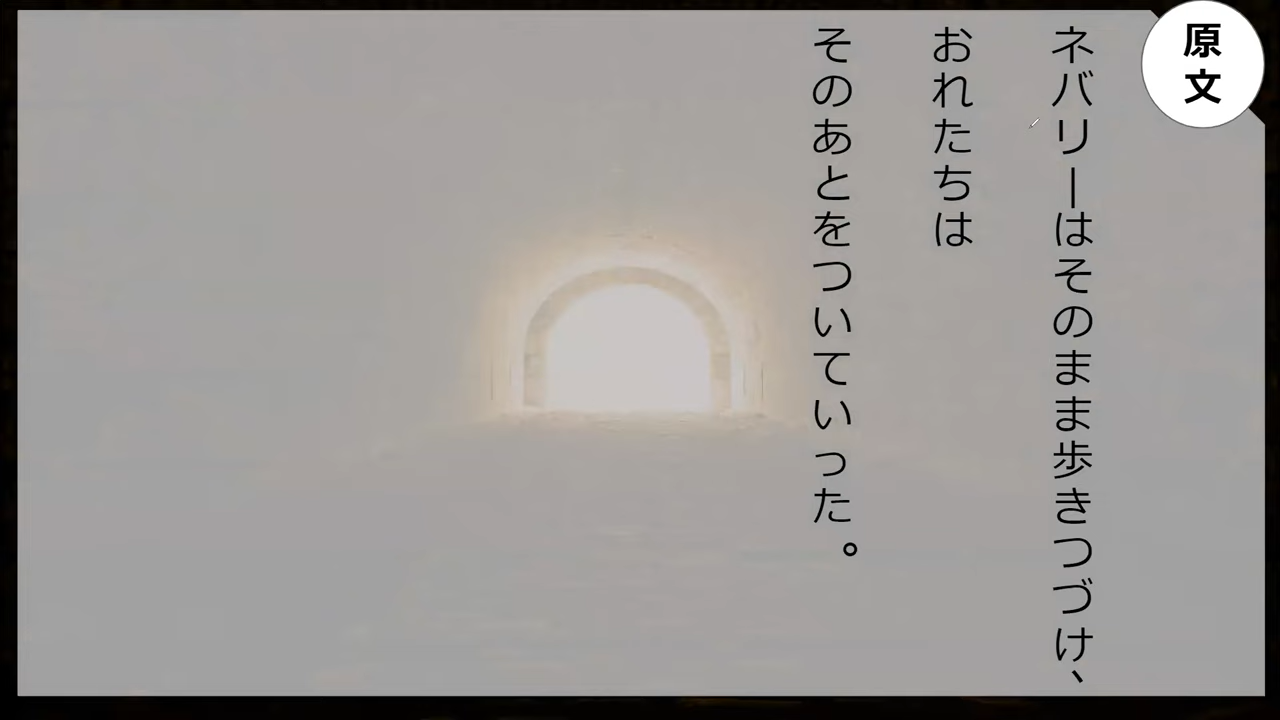 原文
ネバリーはそのまま歩きつづけ、
おれたちは
そのあとをついていった。